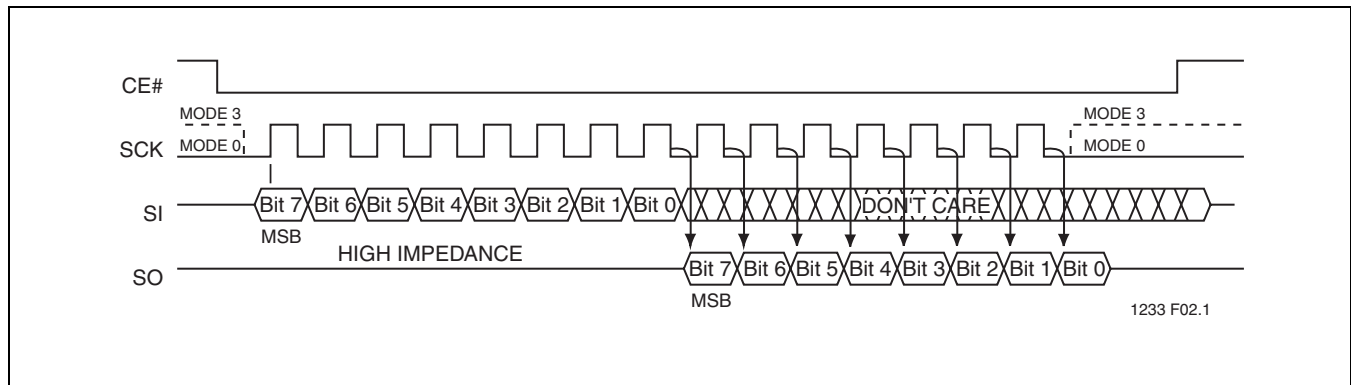 CE#
MODE 3
MODE 3
SCK
MODE 0
MODE 0
SI
Bit 7 Bit 6 Bit 5 Bit 4 Bit 3 Bit 2 Bit 1 Bit 0
DON'T CARE
MSB
HIGH IMPEDANCE
SO
Bit 7 Bit 6 Bit 5 Bit 4 Bit 3 Bit 2 Bit 1 Bit 0
MSB
1233 F02.1